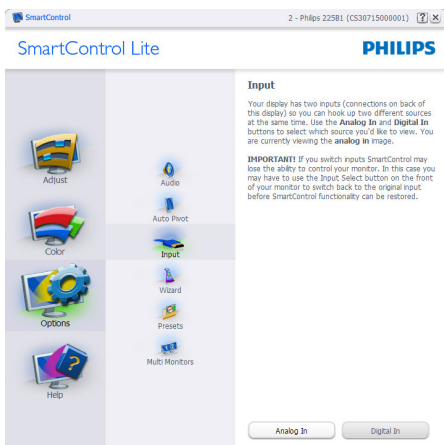 SmartControl
2 - Philips 225B1 (CS30715000001)
SmartControl Lite
PHILIPS
Adjust
Color
Options
Help
Audio
Auto Pivot
Input
Wizard
Presets
Multi Monitors
Input
Your display has two inputs (connections on back of
this display) so you can hook up two different sources
at the same time. Use the Analog In and Digital In
buttons to select which source you'd like to view. You
are currently viewing the analog in image.
IMPORTANT! If you switch inputs SmartControl may
lose the ability to control your monitor. In this case you
may have to use the Input Select button on the front
of your monitor to switch back to the original input
before SmartControl functionality can be restored.
Analog In
Digital In